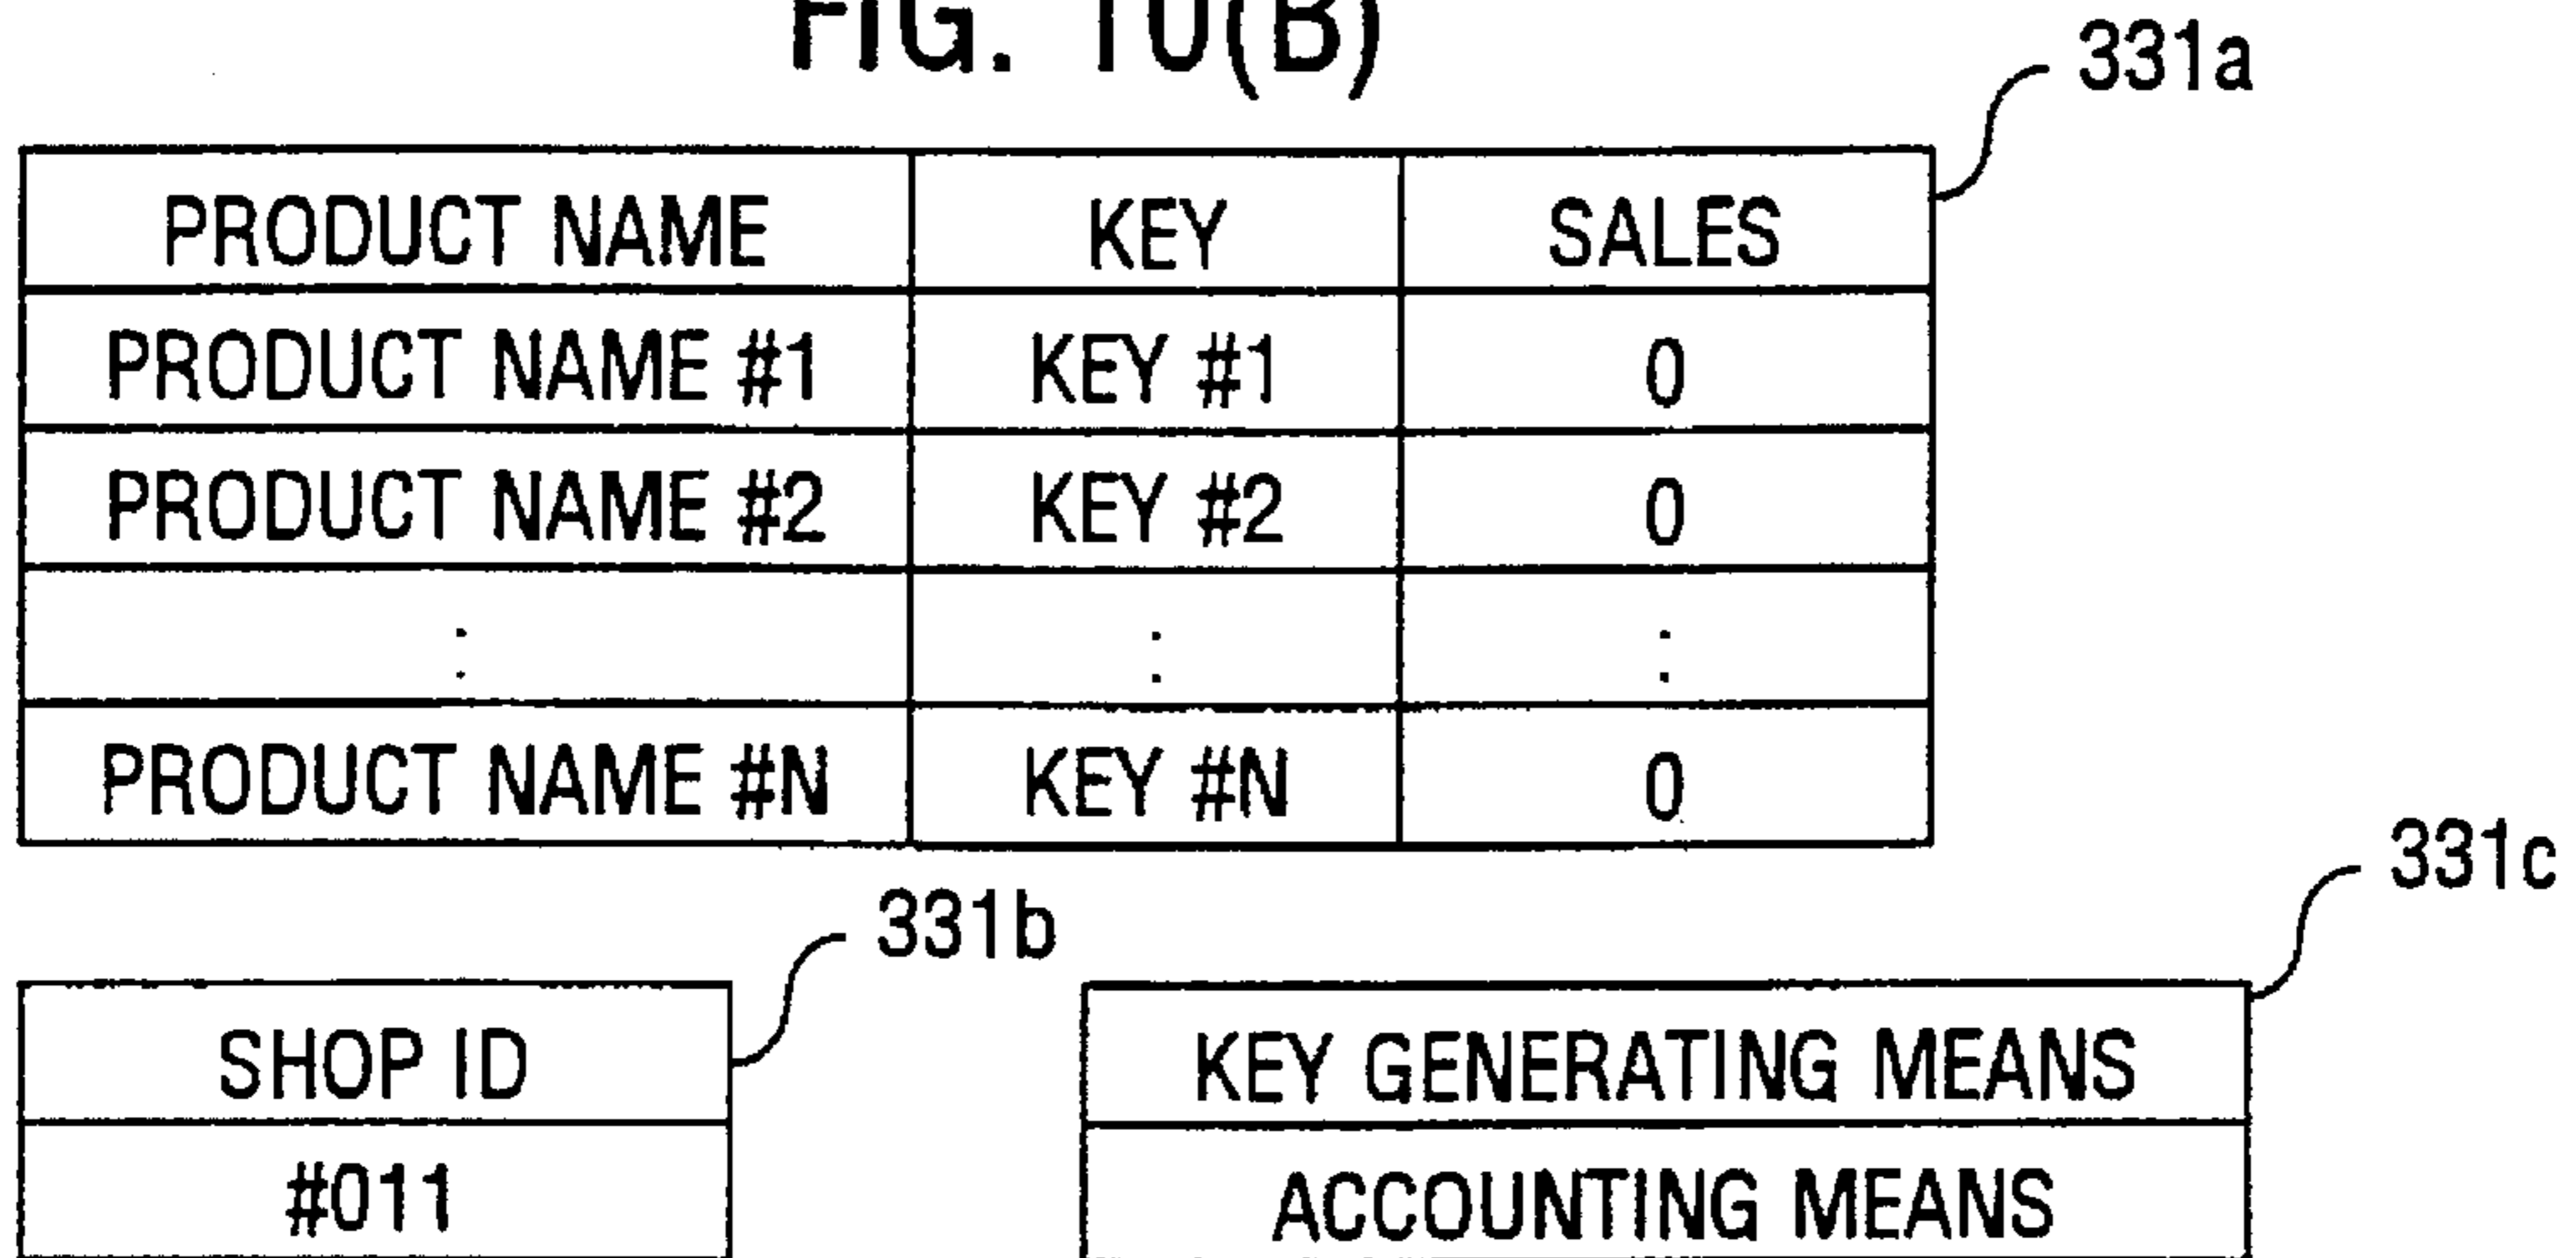 FIG. 10(B)
331a
PRODUCT NAME KEY SALES
PRODUCT NAME #1 KEY #1 0
PRODUCT NAME #2 KEY #2 0
: : :
PRODUCT NAME #N KEY #N 0
331b
331c
SHOP ID
#011
KEY GENERATING MEANS
ACCOUNTING MEANS